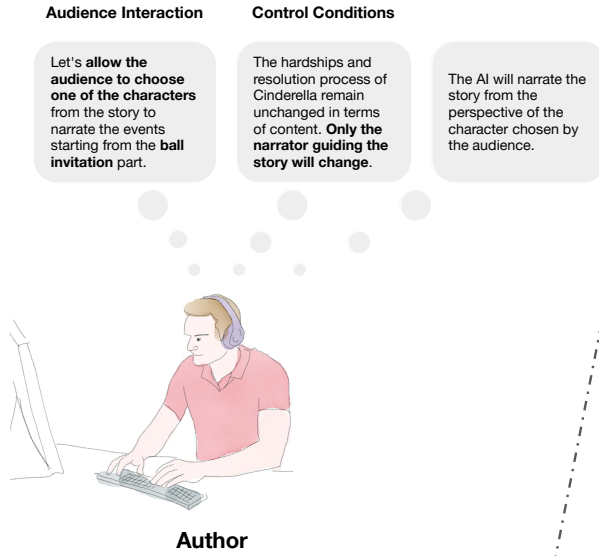 Audience Interaction
Control Conditions
Let's allow the
audience to choose
one of the characters
from the story to
narrate the events
starting from the ball
invitation part.
The hardships and
resolution process of
Cinderella remain
unchanged in terms
of content. Only the
narrator guiding the
story will change.
The AI will narrate the
story from the
perspective of the
character chosen by
the audience.
Author